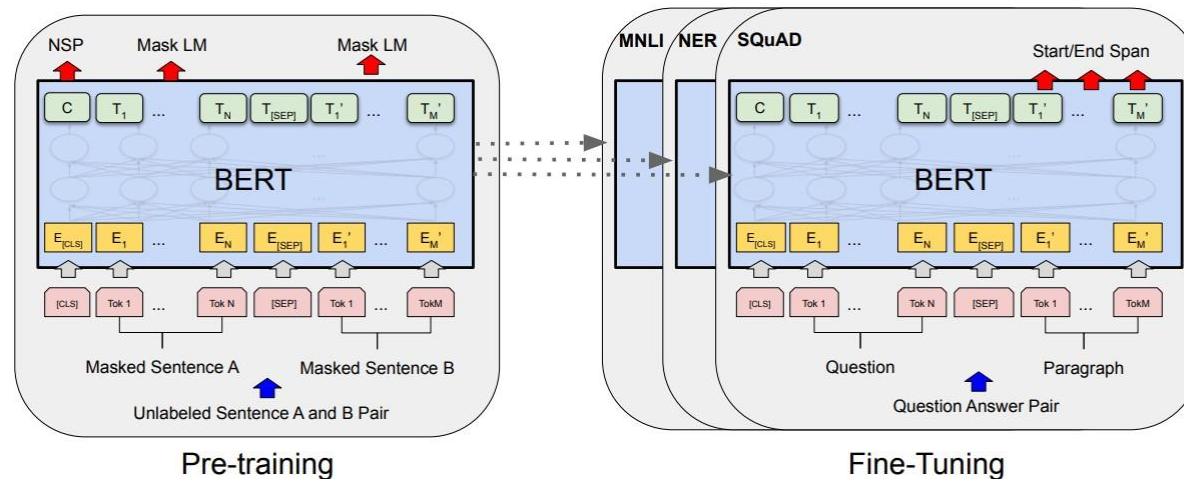 NSP Mask LM Mask LM
C T1 ... TN T[SEP] T1' ... TM'
...
...
BERT
E[CLS] E1 ... EN E[SEP] E1' ... EM'
[CLS] Tok 1 ... Tok N [SEP] Tok 1 ... TokM
Masked Sentence A Masked Sentence B
Unlabeled Sentence A and B Pair
Pre-training
MNLI NER SQuAD
Start/End Span
C T1 ... TN T[SEP] T1' ... TM'
...
...
BERT
E[CLS] E1 ... EN E[SEP] E1' ... EM'
[CLS] Tok 1 ... Tok N [SEP] Tok 1 ... TokM
Question Paragraph
Question Answer Pair
Fine-Tuning